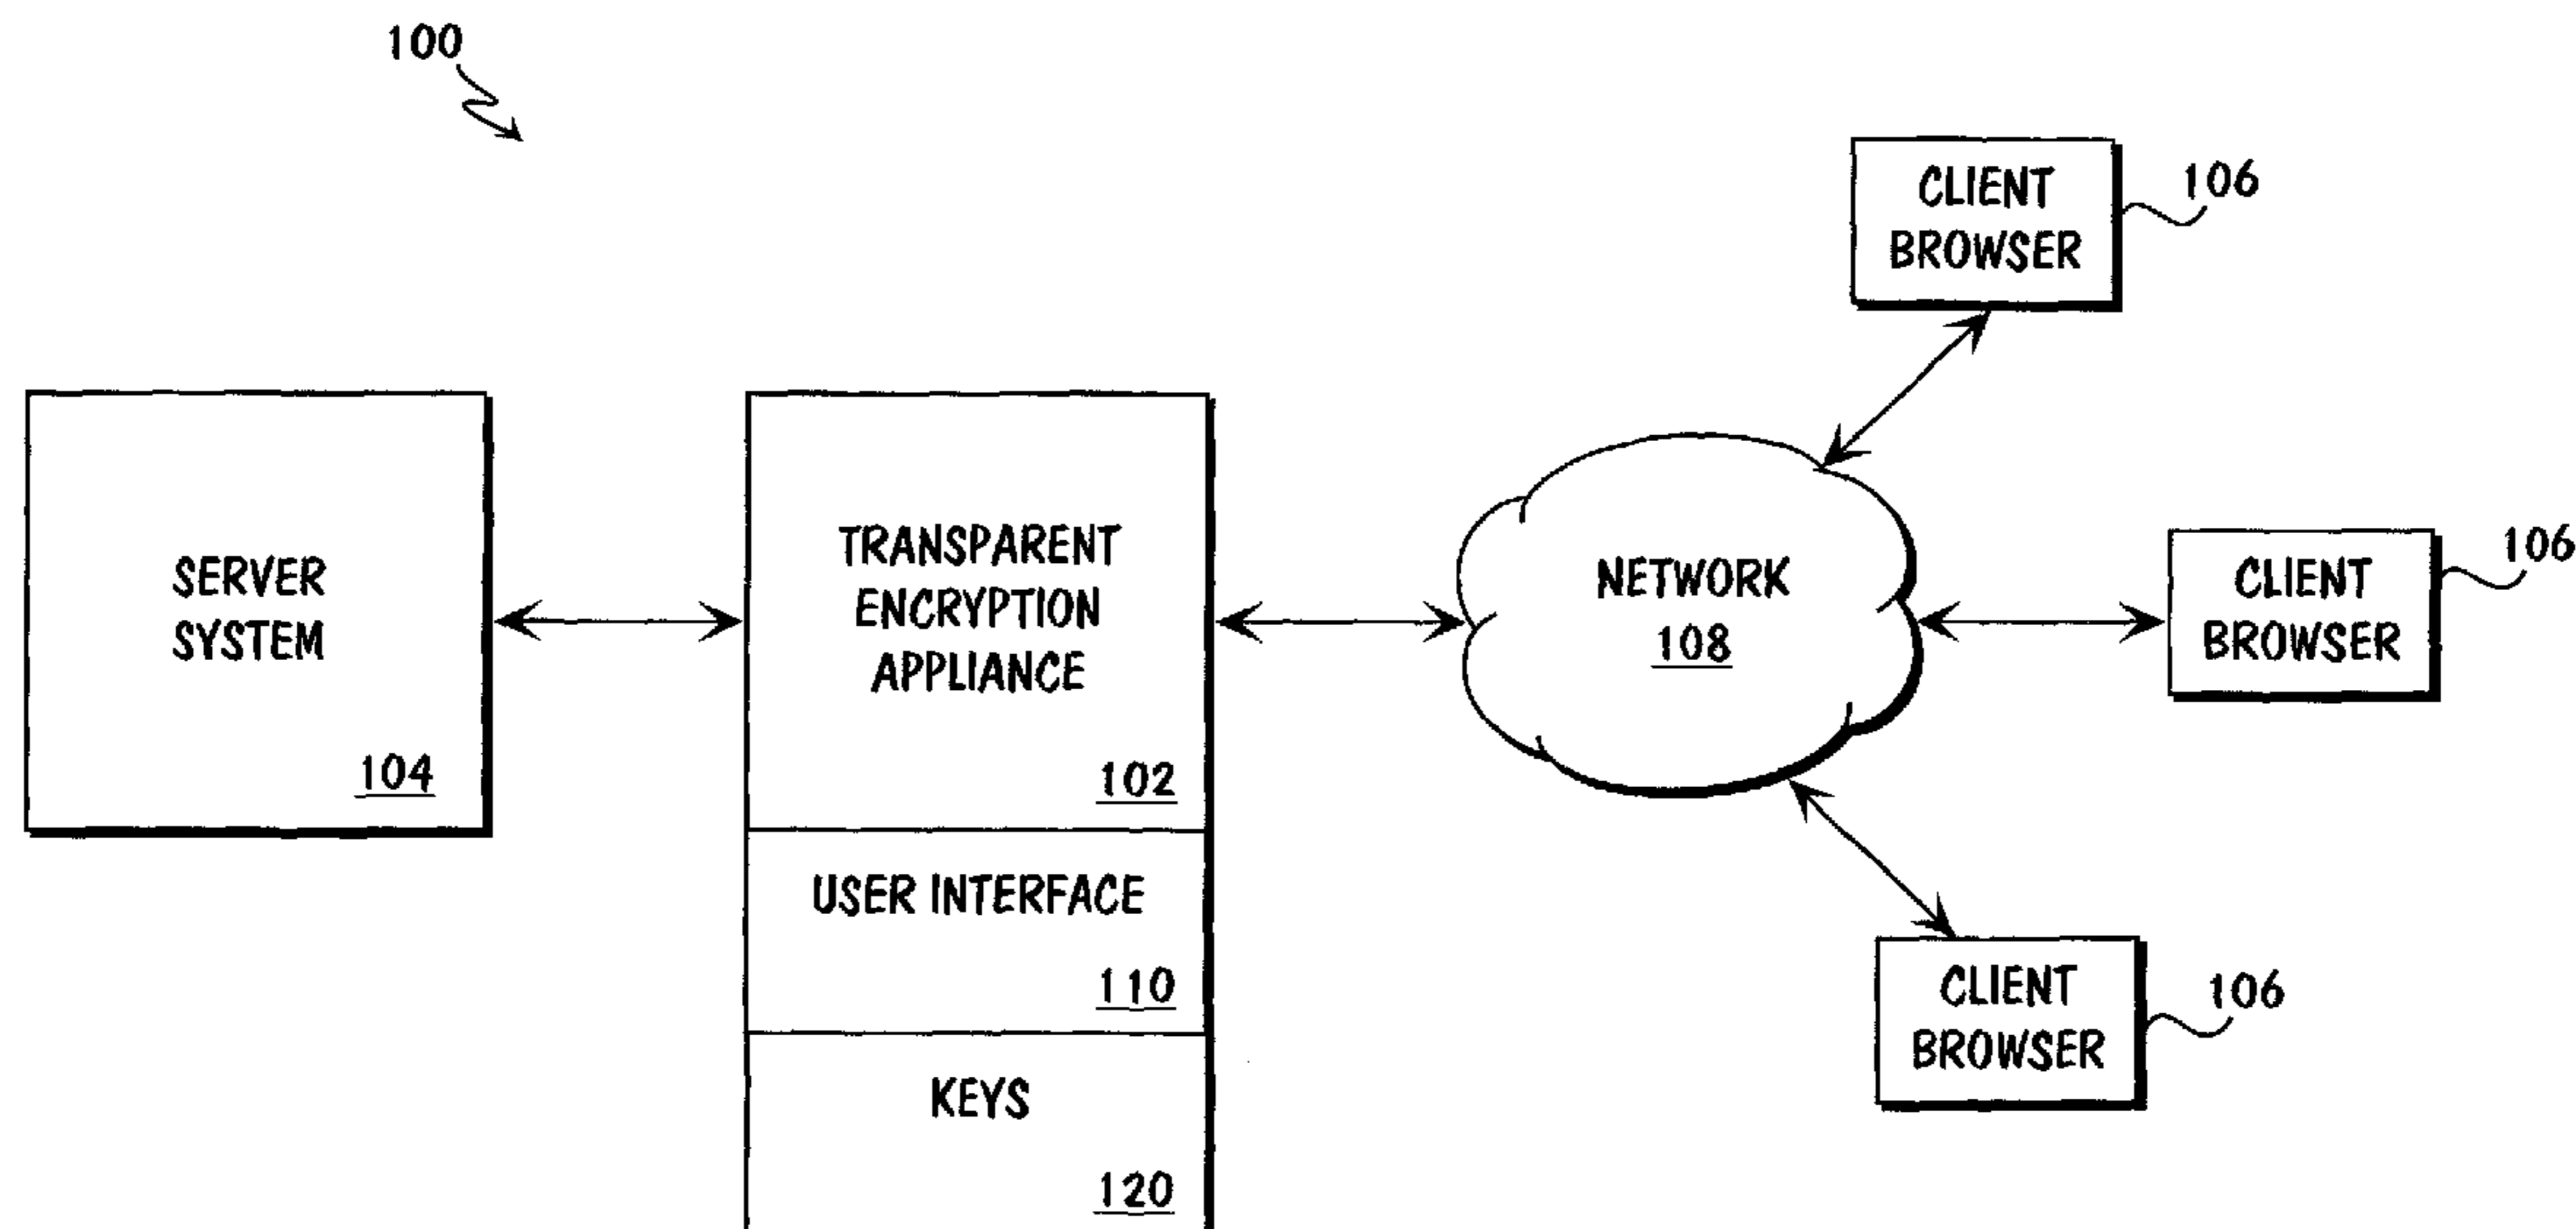 100
SERVER
SYSTEM
104
TRANSPARENT
ENCRYPTION
APPLIANCE
102
USER INTERFACE
110
KEYS
120
NETWORK
108
CLIENT
BROWSER
106
CLIENT
BROWSER
106
CLIENT
BROWSER
106